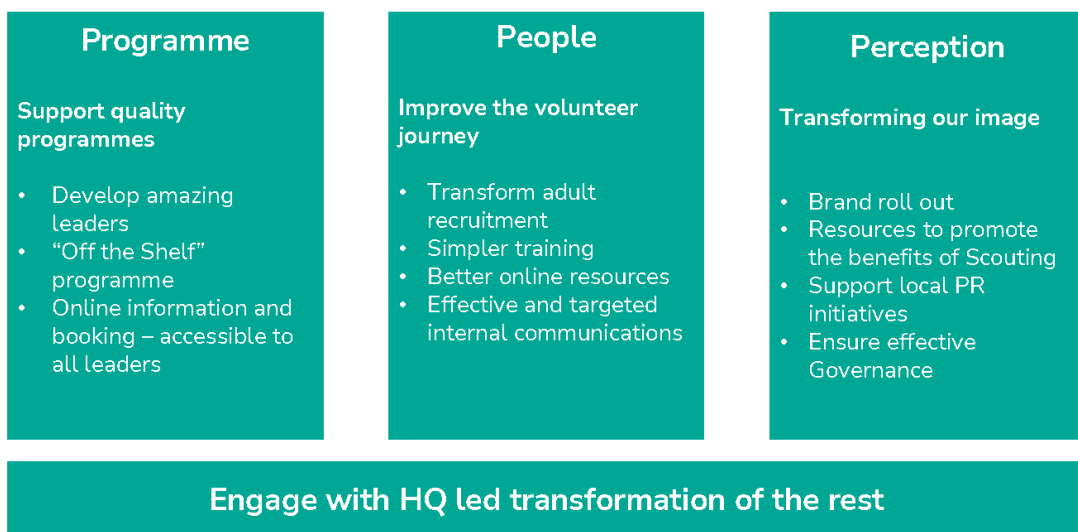 Programme
Support quality
programmes
• Develop amazing
leaders
• “Off the Shelf”
programme
• Online information and
booking – accessible to
all leaders
People
Improve the volunteer
journey
• Transform adult
recruitment
• Simpler training
• Better online resources
• Effective and targeted
internal communications
Perception
Transforming our image
• Brand roll out
• Resources to promote
the benefits of Scouting
• Support local PR
initiatives
• Ensure effective
Governance
Engage with HQ led transformation of the rest